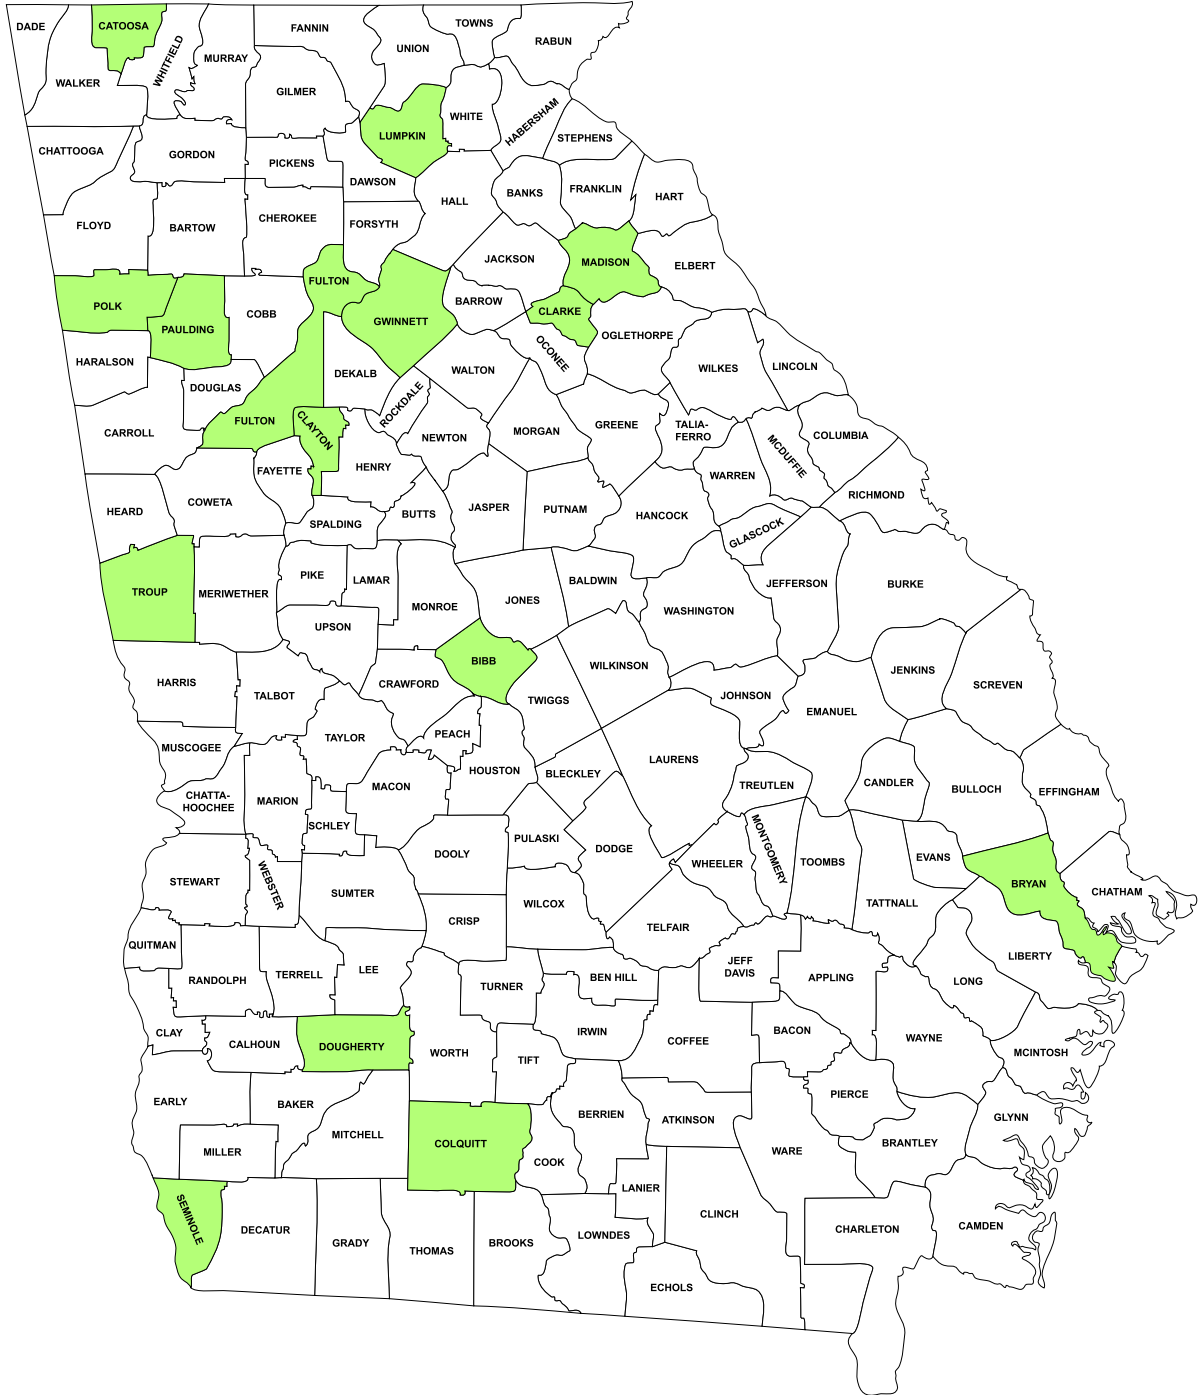 DADE
CATOOSA
FANNIN
TOWNS
UNION
RABUN
WHITFIELD
MURRAY
WALKER
GILMER
LUMPKIN
WHITE
HABERSHAM
STEPHENS
CHATTOOGA
GORDON
PICKENS
DAWSON
HALL
BANKS
FRANKLIN
HART
FLOYD
BARTOW
CHEROKEE
FORSYTH
JACKSON
MADISON
ELBERT
POLK
PAULDING
COBB
FULTON
GWINNETT
BARROW
CLARKE
OGLETHORPE
OCONEE
HARALSON
DOUGLAS
DEKALB
ROCKDALE
WALTON
WILKES
LINCOLN
CARROLL
FULTON
CLAYTON
FAYETTE
HENRY
NEWTON
MORGAN
GREENE
TALIA-
FERRO
MCDUFFIE
COLUMBIA
WARREN
RICHMOND
HEARD
COWETA
SPALDING
BUTTS
JASPER
PUTNAM
HANCOCK
GLASCOCK
TROUP
MERIWETHER
PIKE
LAMAR
MONROE
JONES
BALDWIN
WASHINGTON
JEFFERSON
BURKE
UPSON
BIBB
WILKINSON
JENKINS
SCREVEN
HARRIS
TALBOT
CRAWFORD
TWIGGS
JOHNSON
EMANUEL
MUSCOGEE
TAYLOR
PEACH
HOUSTON
BLECKLEY
LAURENS
TREUTLEN
CANDLER
BULLOCH
EFFINGHAM
CHATTA-
HOOCHEE
MARION
MACON
SCHLEY
DOOLY
PULASKI
DODGE
WHEELER
MONTGOMERY
TOOMBS
EVANS
BRYAN
CHATHAM
STEWART
WEBSTER
SUMTER
CRISP
WILCOX
TELFAIR
TATTNALL
LIBERTY
QUITMAN
RANDOLPH
TERRELL
LEE
TURNER
BEN HILL
JEFF
DAVIS
APPLING
LONG
CLAY
CALHOUN
DOUGHERTY
WORTH
TIFT
IRWIN
COFFEE
BACON
WAYNE
MCINTOSH
EARLY
BAKER
MITCHELL
COLQUITT
BERRIEN
ATKINSON
PIERCE
GLYNN
MILLER
COOK
WARE
BRANTLEY
SEMINOLE
DECATUR
GRADY
THOMAS
BROOKS
LANIER
LOWNDES
CLINCH
CHARLETON
CAMDEN
ECHOLS